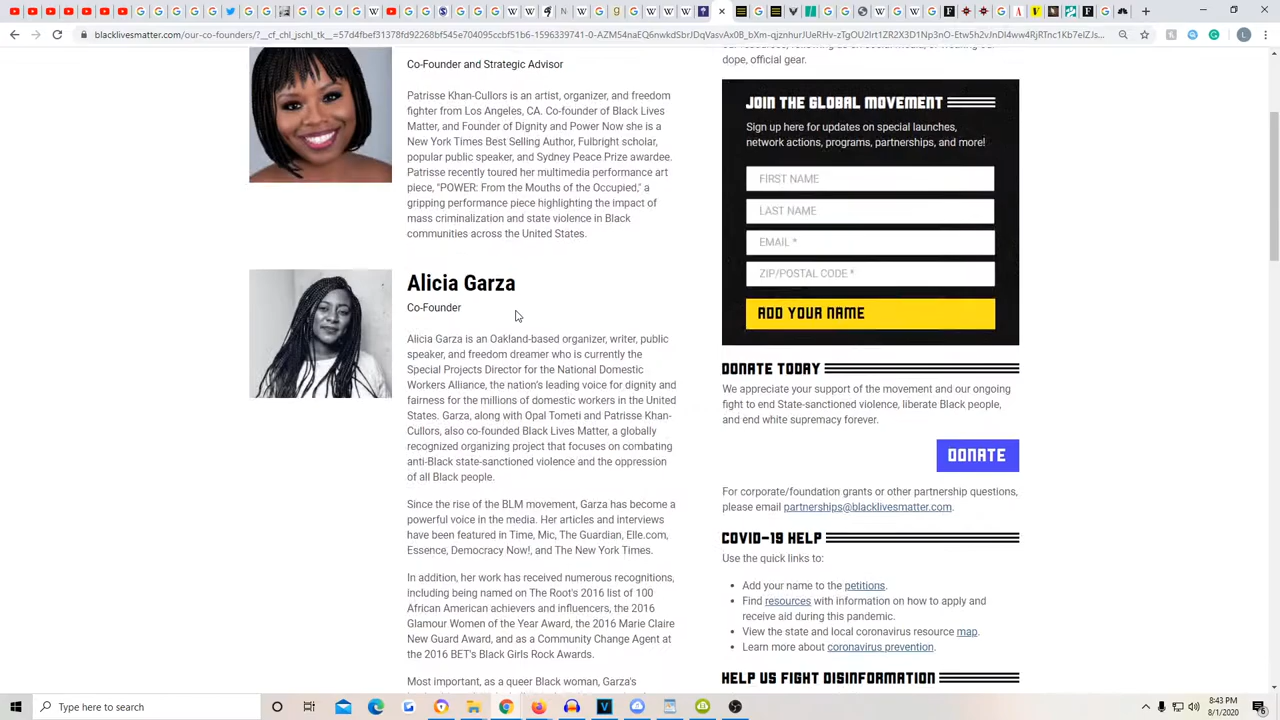 blacklivesmatter.com/our-co-founders/?__cf_chl_jschl_tk__=57d4fbef31378fd92268bf545e704095ccbf51b6-1596339741-0-
Co-Founder and Strategic Advisor
Patrisse Khan-Cullors is an artist, organizer, and freedom
fighter from Los Angeles, CA. Co-founder of Black Lives
Matter, and Founder of Dignity and Power Now she is a
New York Times Best Selling Author, Fulbright scholar,
popular public speaker, and Sydney Peace Prize awardee.
Patrisse recently toured her multimedia performance art
piece, "POWER: From the Mouths of the Occupied," a
gripping performance piece highlighting the impact of
mass criminalization and state violence in Black
communities across the United States.
Alicia Garza
Co-Founder
Alicia Garza is an Oakland-based organizer, writer, public
speaker, and freedom dreamer who is currently the
Special Projects Director for the National Domestic
Workers Alliance, the nation's leading voice for dignity and
fairness for the millions of domestic workers in the United
States. Garza, along with Opal Tometi and Patrisse Khan-
Cullors, also co-founded Black Lives Matter, a globally
recognized organizing project that focuses on combating
anti-Black state-sanctioned violence and the oppression
of all Black people.
Since the rise of the BLM movement, Garza has become a
powerful voice in the media. Her articles and interviews
have been featured in Time, Mic, The Guardian, Elle.com,
Essence, Democracy Now!, and The New York Times.
In addition, her work has received numerous recognitions,
including being named on The Root's 2016 list of 100
African American achievers and influencers, the 2016
Glamour Women of the Year Award, the 2016 Marie Claire
New Guard Award, and as a Community Change Agent at
the 2016 BET's Black Girls Rock Awards.
Most important, as a queer Black woman, Garza's
dope, official gear.
JOIN THE GLOBAL MOVEMENT
Sign up here for updates on special launches,
network actions, programs, partnerships, and more!
FIRST NAME
LAST NAME
EMAIL *
ZIP/POSTAL CODE *
ADD YOUR NAME
DONATE TODAY
We appreciate your support of the movement and our ongoing
fight to end State-sanctioned violence, liberate Black people,
and end white supremacy forever.
DONATE
For corporate/foundation grants or other partnership questions,
please email partnerships@blacklivesmatter.com.
COVID-19 HELP
Use the quick links to:
• Add your name to the petitions.
• Find resources with information on how to apply and
receive aid during this pandemic.
• View the state and local coronavirus resource map.
• Learn more about coronavirus prevention.
HELP US FIGHT DISINFORMATION
Type here to search
8:43 PM
8/1/2020